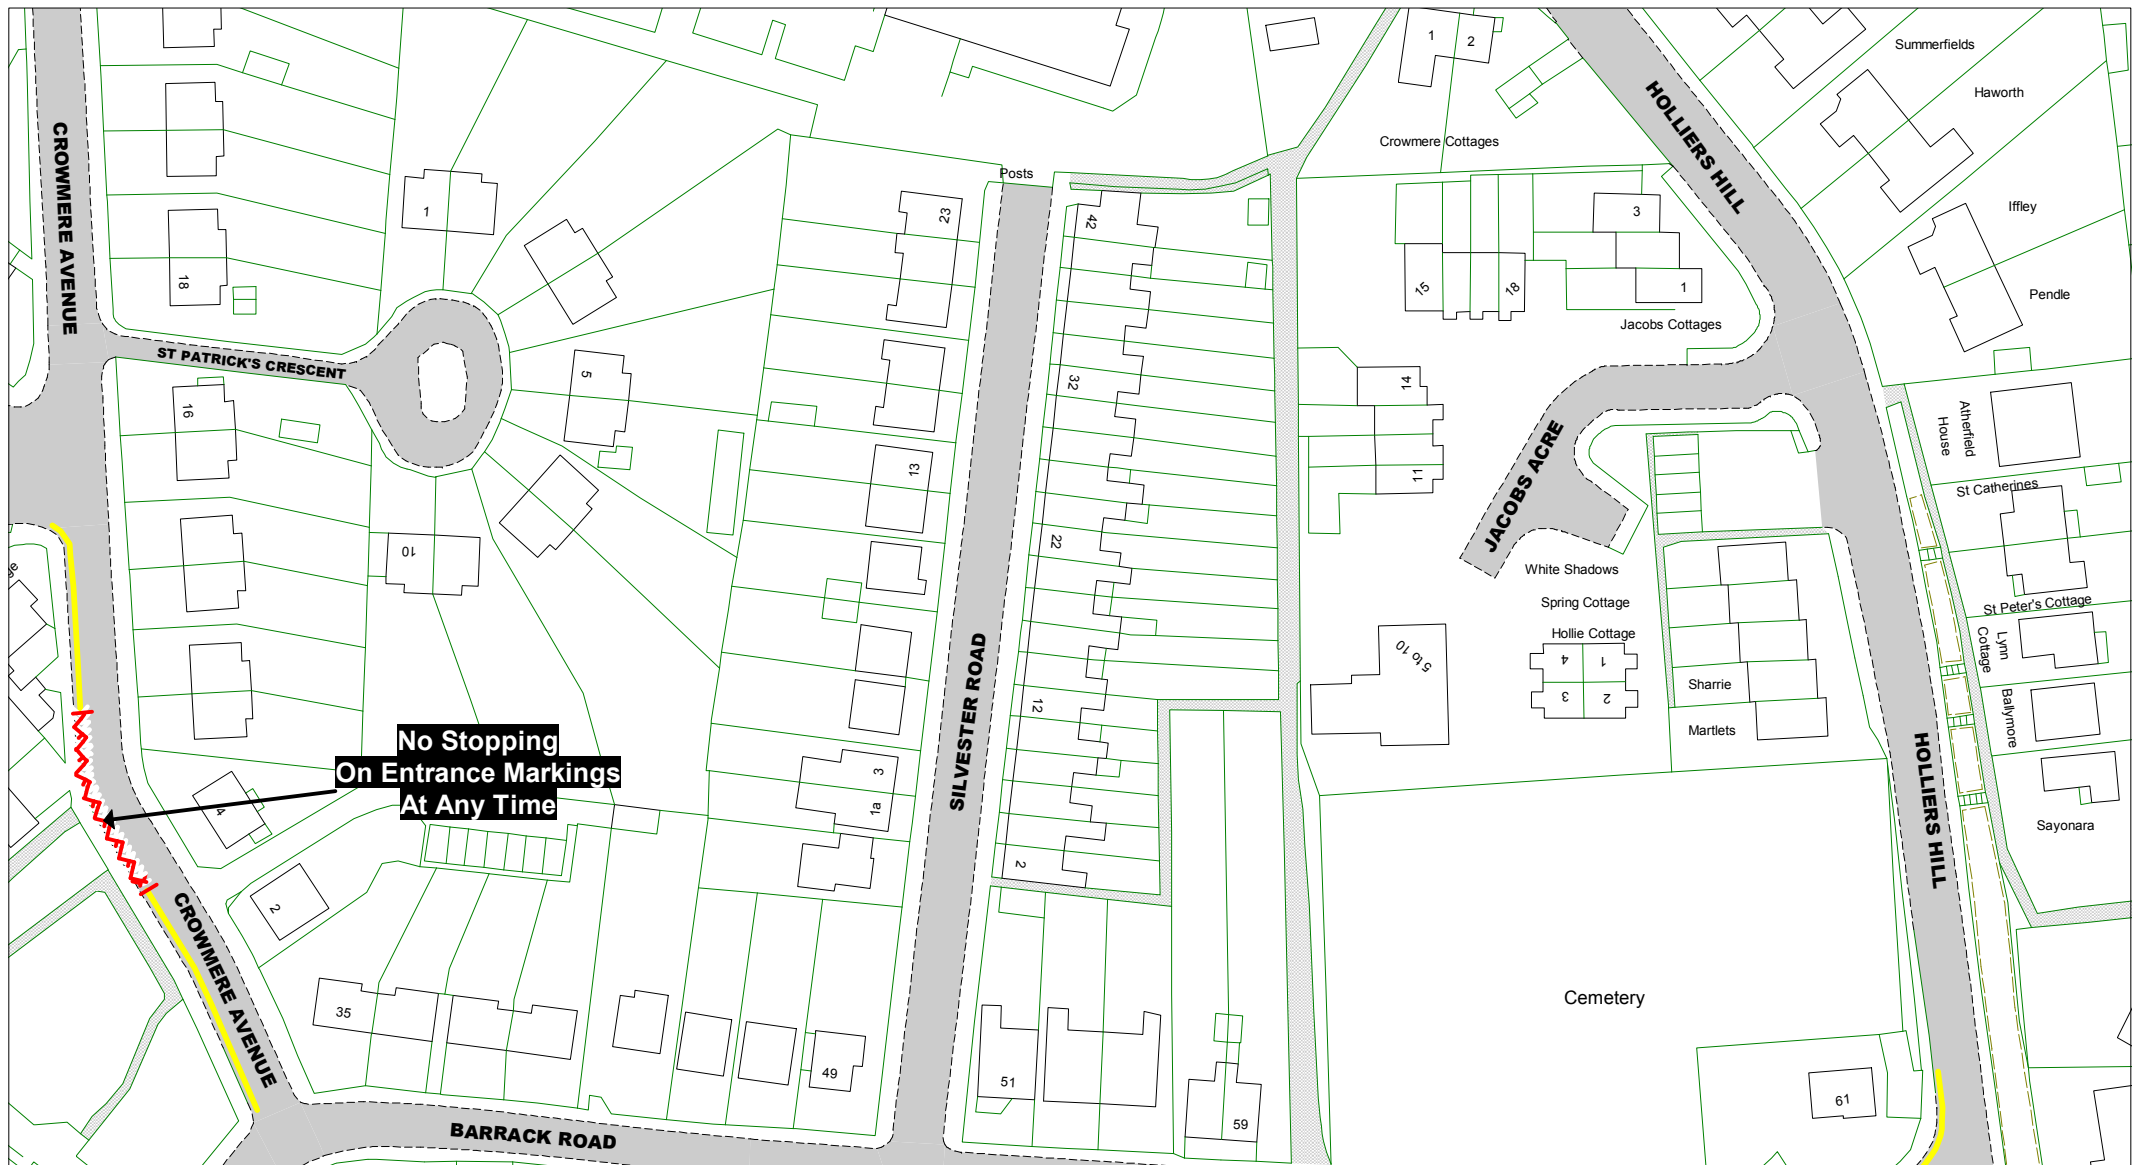 Summerfields
Haworth
Iffley
Pendle
HOLLIERS HILL
1
2
Crowmere Cottages
CROWMERE AVENUE
1
18
ST PATRICK'S CRESCENT
16
5
10
Posts
23
42
13
32
22
12
2
3
1a
SILVESTER ROAD
3
1
15
18
Jacobs Cottages
14
11
JACOBS ACRE
Atherfield
House
St Catherines
St Peter's Cottage
Lynn
Cottage
Ballymore
Sayonara
White Shadows
Spring Cottage
Hollie Cottage
4
1
3
2
5 to 10
Sharrie
Martlets
HOLLIERS HILL
No Stopping
On Entrance Markings
At Any Time
4
2
CROWMERE AVENUE
35
49
51
59
61
Cemetery
BARRACK ROAD